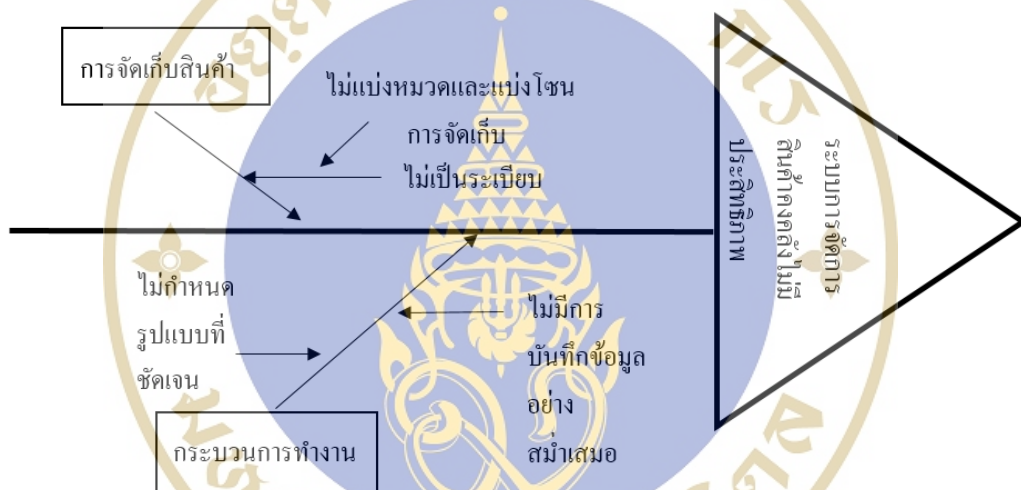 การจัดเก็บสินค้า
ไม่แบ่งหมวดและแบ่งโซน
การจัดเก็บ
ไม่เป็นระเบียบ
ระบบการจัดการ
สินค้าคงคลังไม่มี
ประสิทธิภาพ
ไม่กำหนด
รูปแบบที่
ชัดเจน
ไม่มีการ
บันทึกข้อมูล
อย่าง
สม่ำเสมอ
กระบวนการทำงาน